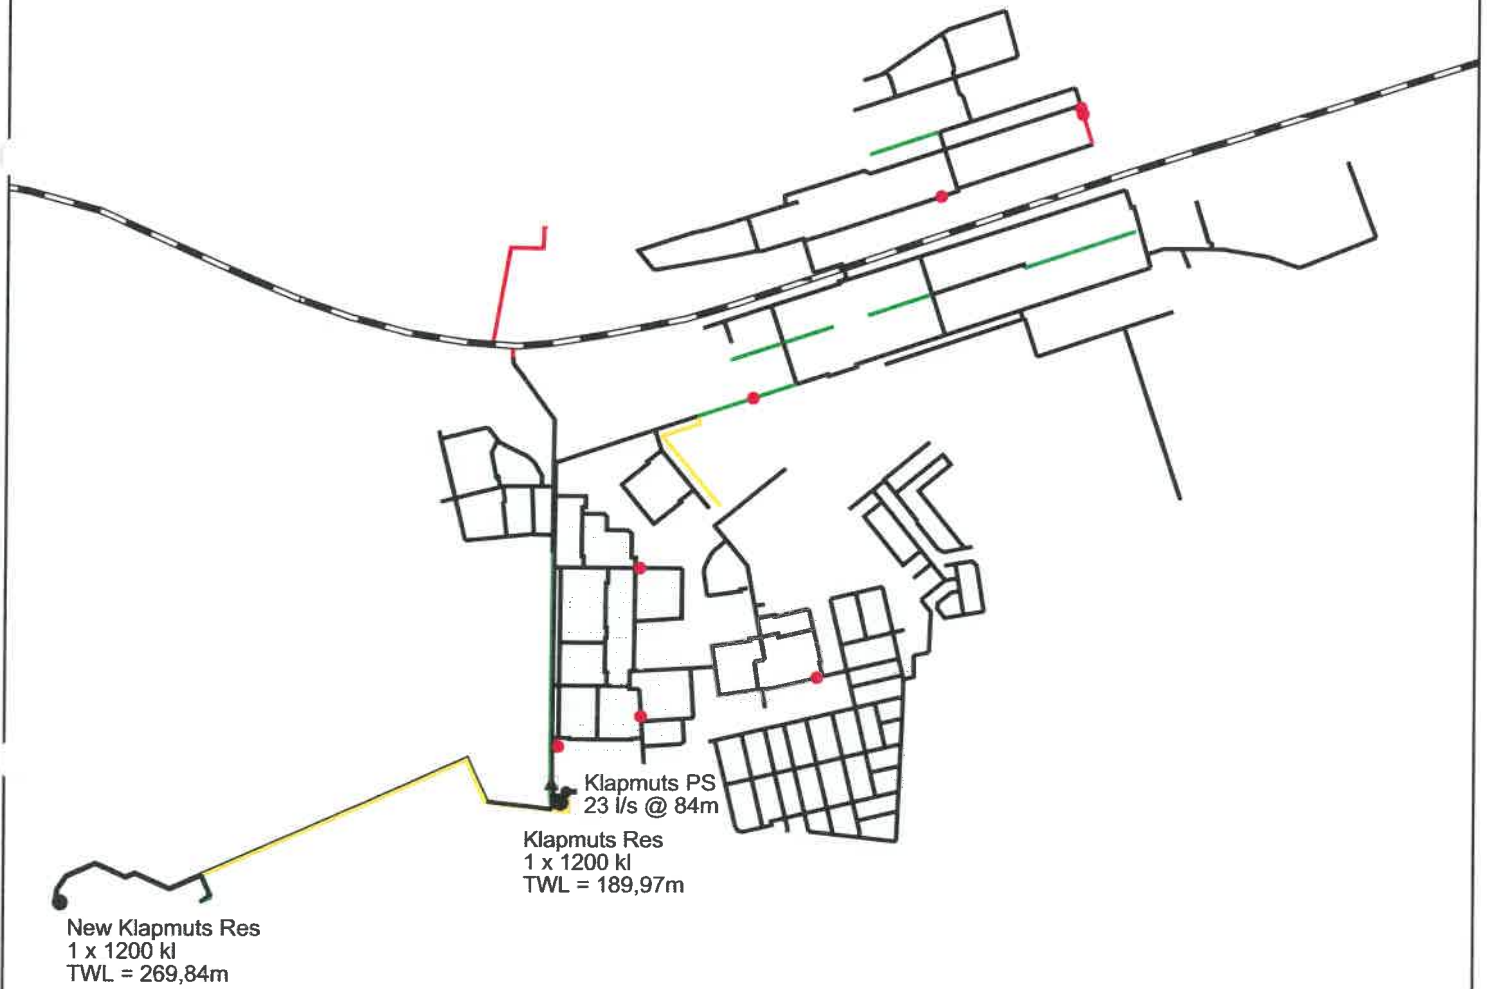 Klapmuts PS
23 l/s @ 84m
Klapmuts Res
1 x 1200 kl
TWL = 189,97m
New Klapmuts Res
1 x 1200 kl
TWL = 269,84m